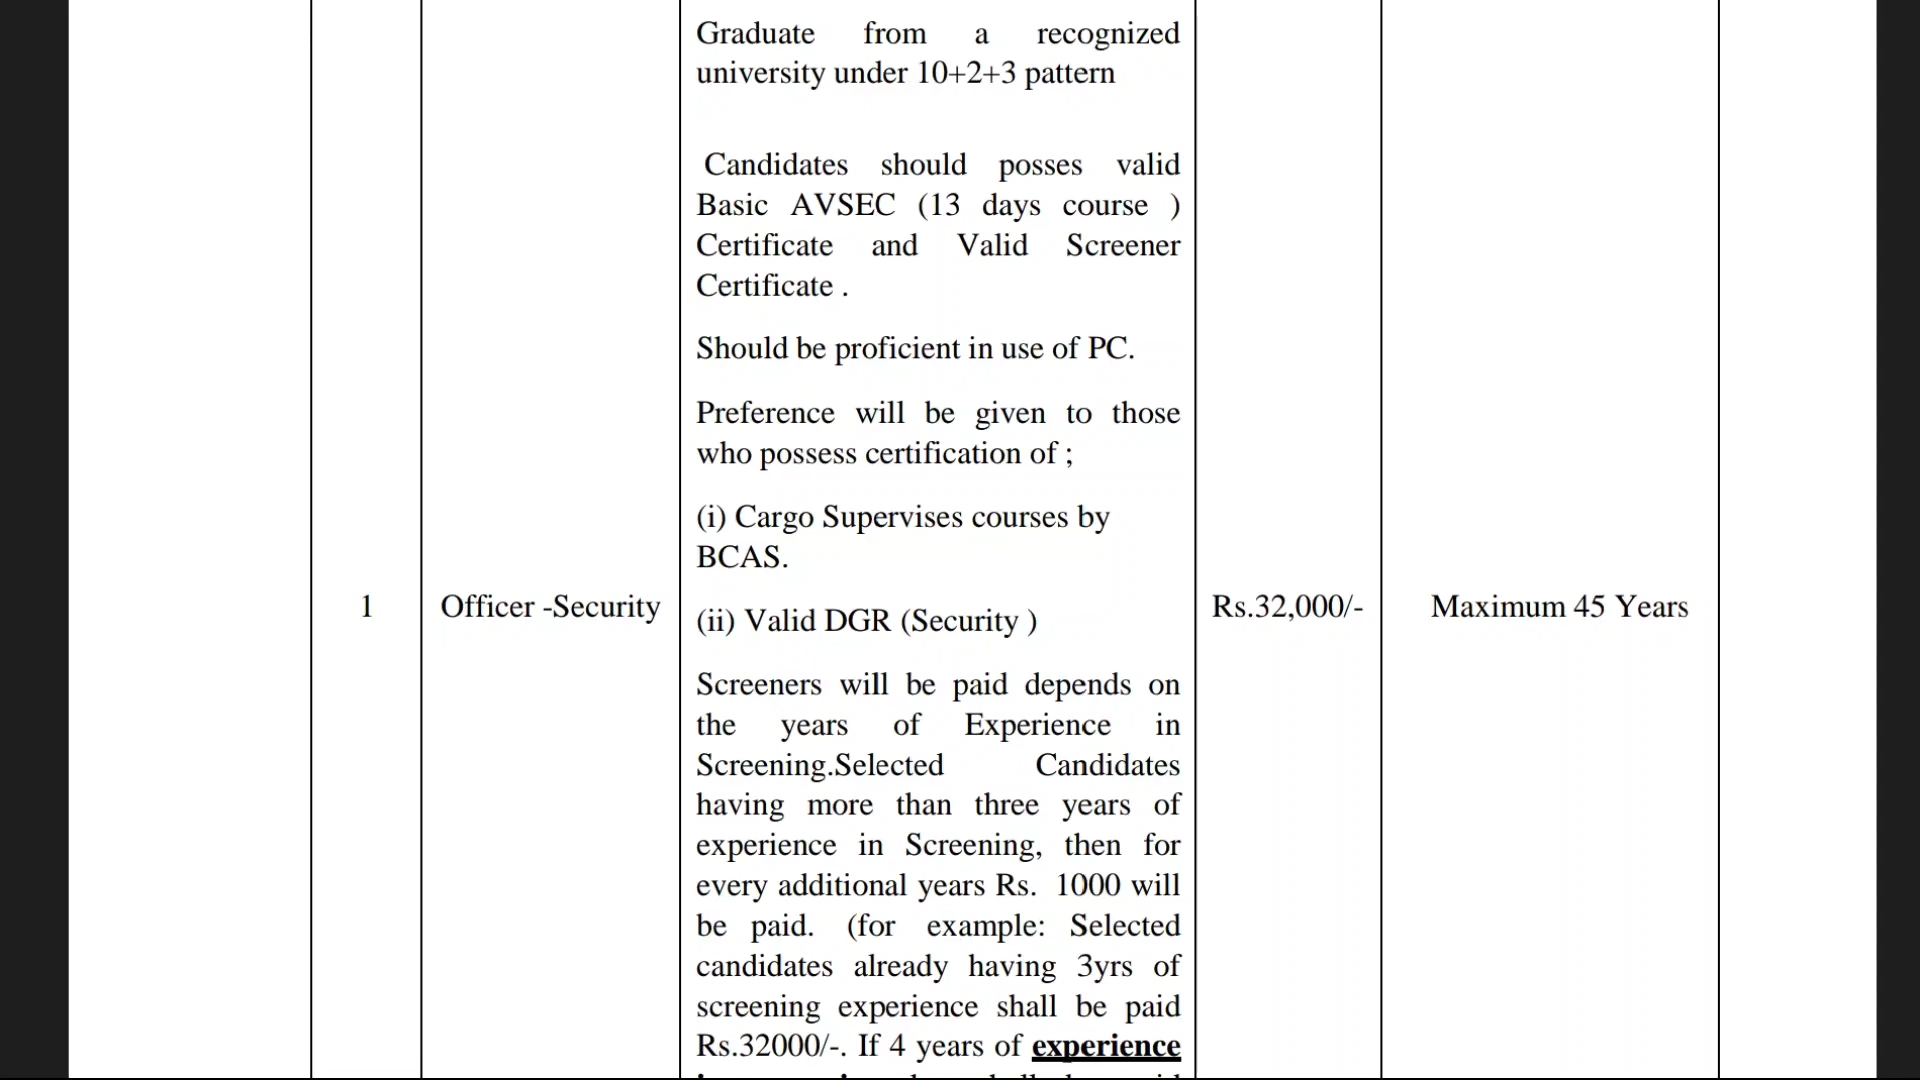 Graduate from a recognized
university under 10+2+3 pattern
Candidates should posses valid
Basic AVSEC (13 days course )
Certificate and Valid Screener
Certificate .
Should be proficient in use of PC.
Preference will be given to those
who possess certification of ;
(i) Cargo Supervises courses by
BCAS.
1 Officer -Security (ii) Valid DGR (Security ) Rs.32,000/- Maximum 45 Years
Screeners will be paid depends on
the years of Experience in
Screening.Selected Candidates
having more than three years of
experience in Screening, then for
every additional years Rs. 1000 will
be paid. (for example: Selected
candidates already having 3yrs of
screening experience shall be paid
Rs.32000/-. If 4 years of experience